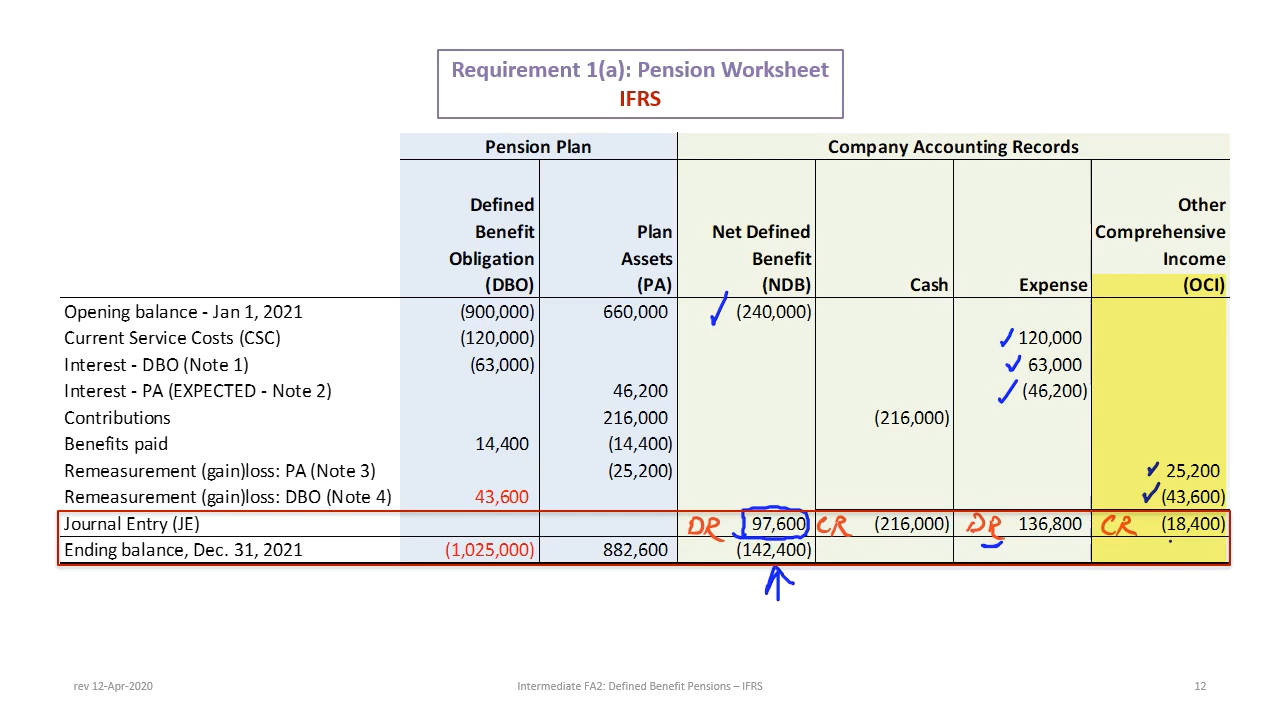 Requirement 1(a): Pension Worksheet
IFRS
Pension Plan Company Accounting Records
Defined Benefit Obligation (DBO) Plan Assets (PA) Net Defined Benefit (NDB) Cash Expense Other Comprehensive Income (OCI)
Opening balance - Jan 1, 2021 (900,000) 660,000 (240,000)
Current Service Costs (CSC) (120,000) 120,000
Interest - DBO (Note 1) (63,000) 63,000
Interest - PA (EXPECTED - Note 2) 46,200 (46,200)
Contributions 216,000 (216,000)
Benefits paid 14,400 (14,400)
Remeasurement (gain)loss: PA (Note 3) (25,200) 25,200
Remeasurement (gain)loss: DBO (Note 4) 43,600 (43,600)
Journal Entry (JE) DR 97,600 CR (216,000) DR 136,800 CR (18,400)
Ending balance, Dec. 31, 2021 (1,025,000) 882,600 (142,400)
rev 12-Apr-2020 Intermediate FA2: Defined Benefit Pensions – IFRS 12